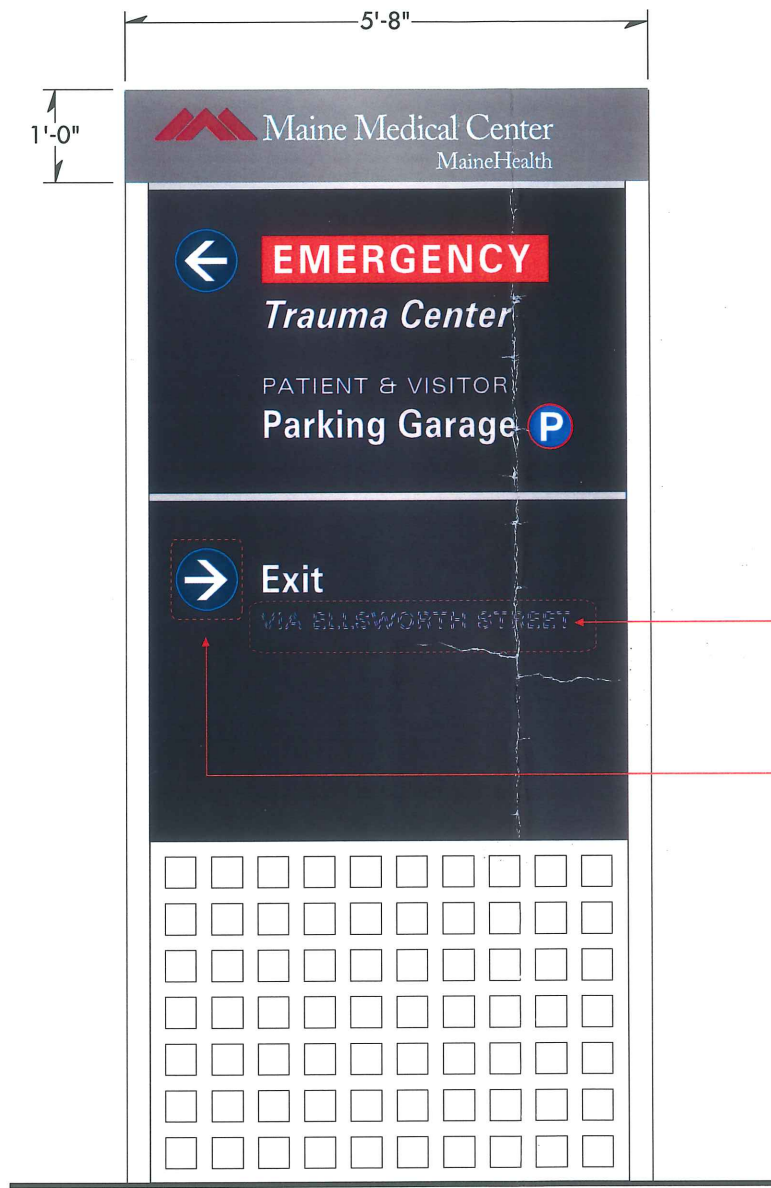 5'-8"
1'-0"
Maine Medical Center
MaineHealth
EMERGENCY
Trauma Center
PATIENT & VISITOR
Parking Garage P
Exit
VIA ELLSWORTH STREET